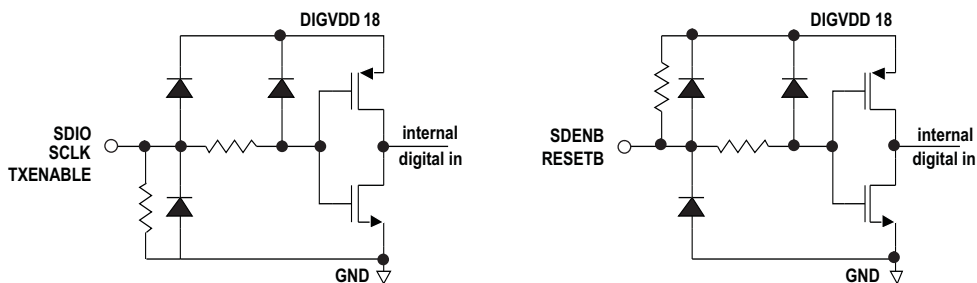 DIGVDD 18
SDIO
SCLK
TXENABLE
internal
digital in
GND
DIGVDD 18
SDENB
RESETB
internal
digital in
GND